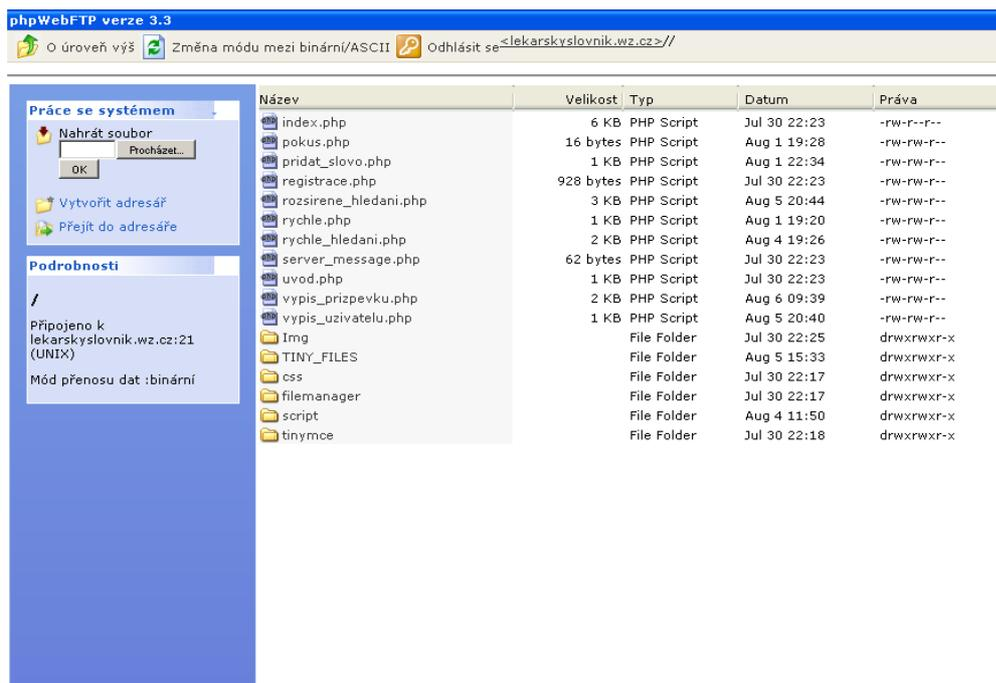 phpWebFTP verze 3.3
O úroveň výš Změna módu mezi binární/ASCII Odhlásit se<lekarskyslovnik.wz.cz>//
Práce se systémem
Nahrát soubor
Procházet...
OK
Vytvořit adresář
Přejít do adresáře
Podrobnosti
/
Připojeno k
lekarskyslovnik.wz.cz:21
(UNIX)
Mód přenosu dat :binární
Název Velikost Typ Datum Práva
index.php 6 KB PHP Script Jul 30 22:23 -rw-r--r--
pokus.php 16 bytes PHP Script Aug 1 19:28 -rw-rw-r--
pridat_slovo.php 1 KB PHP Script Aug 1 22:34 -rw-rw-r--
registrace.php 928 bytes PHP Script Jul 30 22:23 -rw-rw-r--
rozsirene_hledani.php 3 KB PHP Script Aug 5 20:44 -rw-rw-r--
rychle.php 1 KB PHP Script Aug 1 19:20 -rw-rw-r--
rychle_hledani.php 2 KB PHP Script Aug 4 19:26 -rw-rw-r--
server_message.php 62 bytes PHP Script Jul 30 22:23 -rw-rw-r--
uvod.php 1 KB PHP Script Jul 30 22:23 -rw-rw-r--
vypis_prizpevku.php 2 KB PHP Script Aug 6 09:39 -rw-rw-r--
vypis_uzivatelu.php 1 KB PHP Script Aug 5 20:40 -rw-rw-r--
Img File Folder Jul 30 22:25 drwxrwxr-x
TINY_FILES File Folder Aug 5 15:33 drwxrwxr-x
css File Folder Jul 30 22:17 drwxrwxr-x
filemanager File Folder Jul 30 22:17 drwxrwxr-x
script File Folder Aug 4 11:50 drwxrwxr-x
tinymce File Folder Jul 30 22:18 drwxrwxr-x